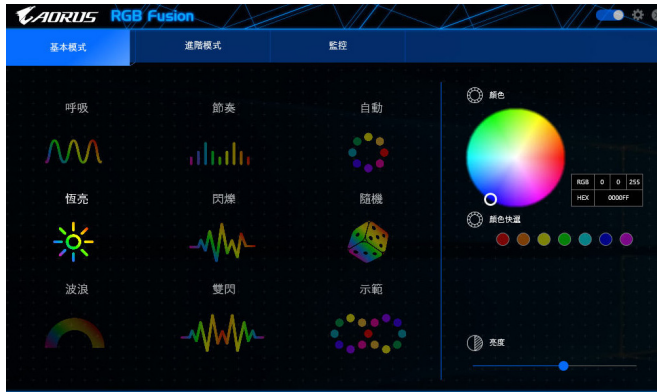 AORUS RGB Fusion
基本模式 進階模式 監控
呼吸 節奏 自動
恆亮 閃爍 隨機
波浪 雙閃 示範
顏色
RGB 0 0 255
HEX 0000FF
顏色快選
亮度